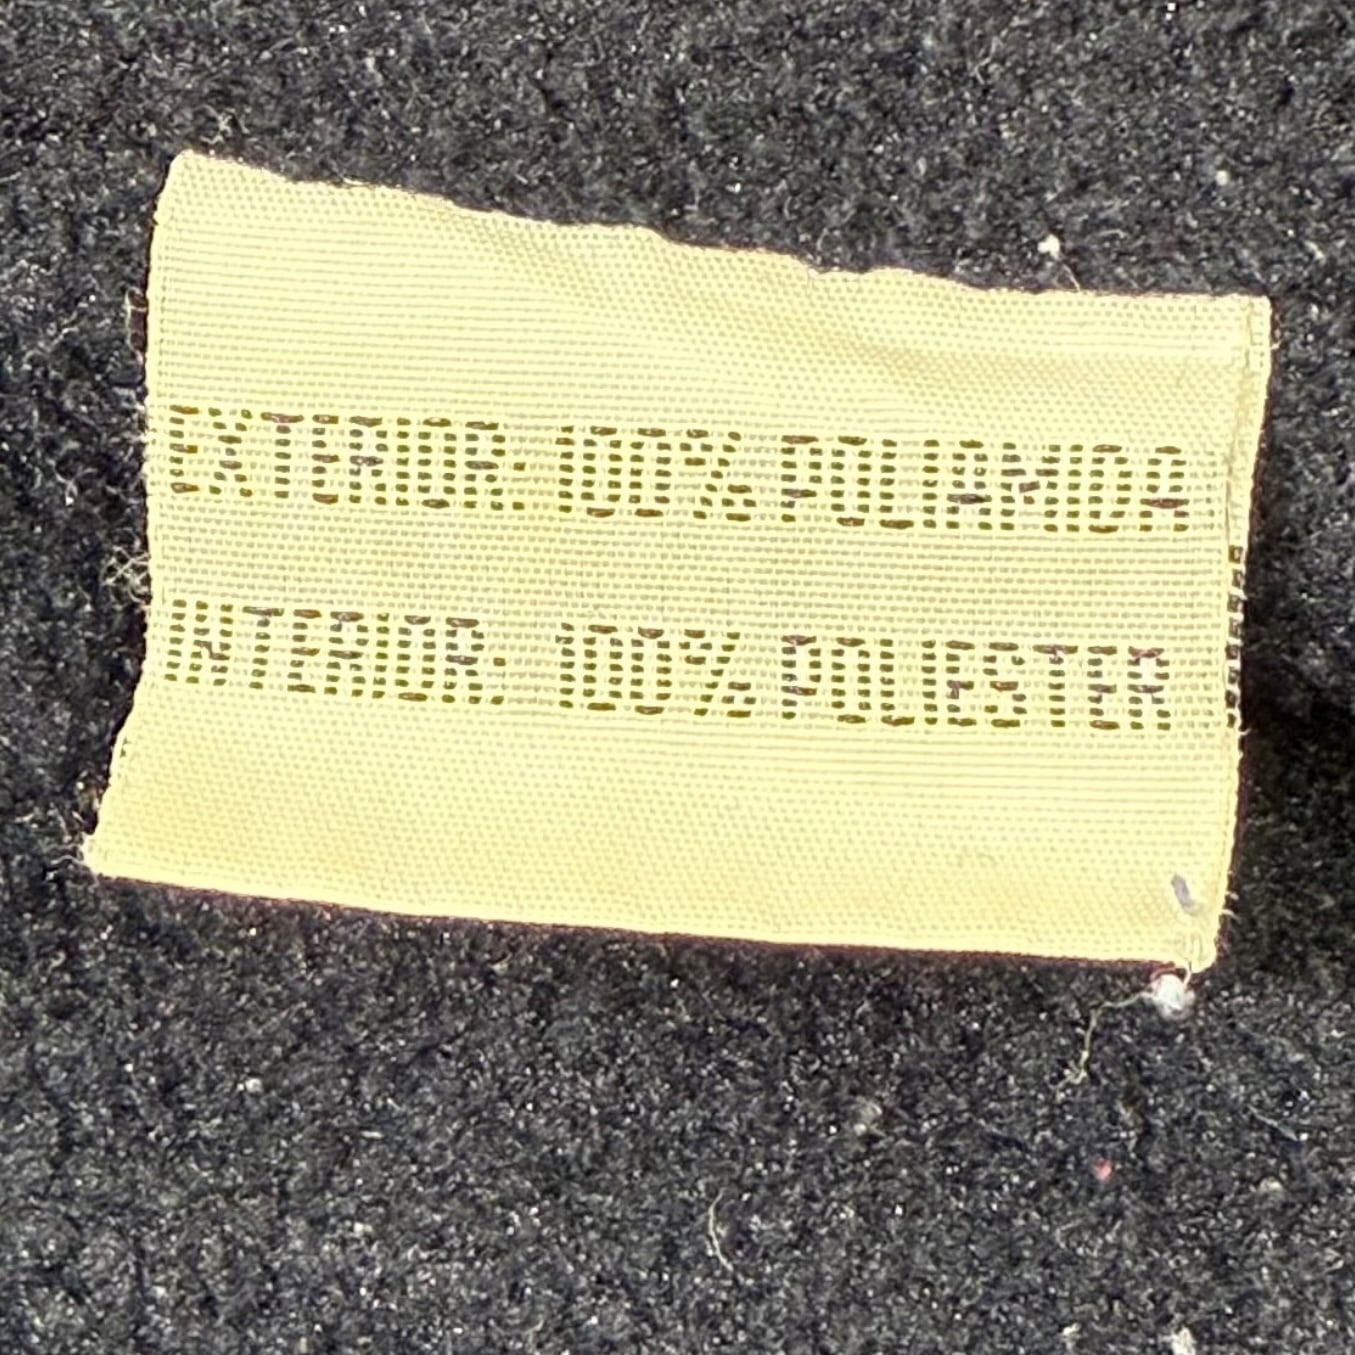 EXTERIOR: 100% POLIAMIDA
INTERIOR: 100% POLIESTER